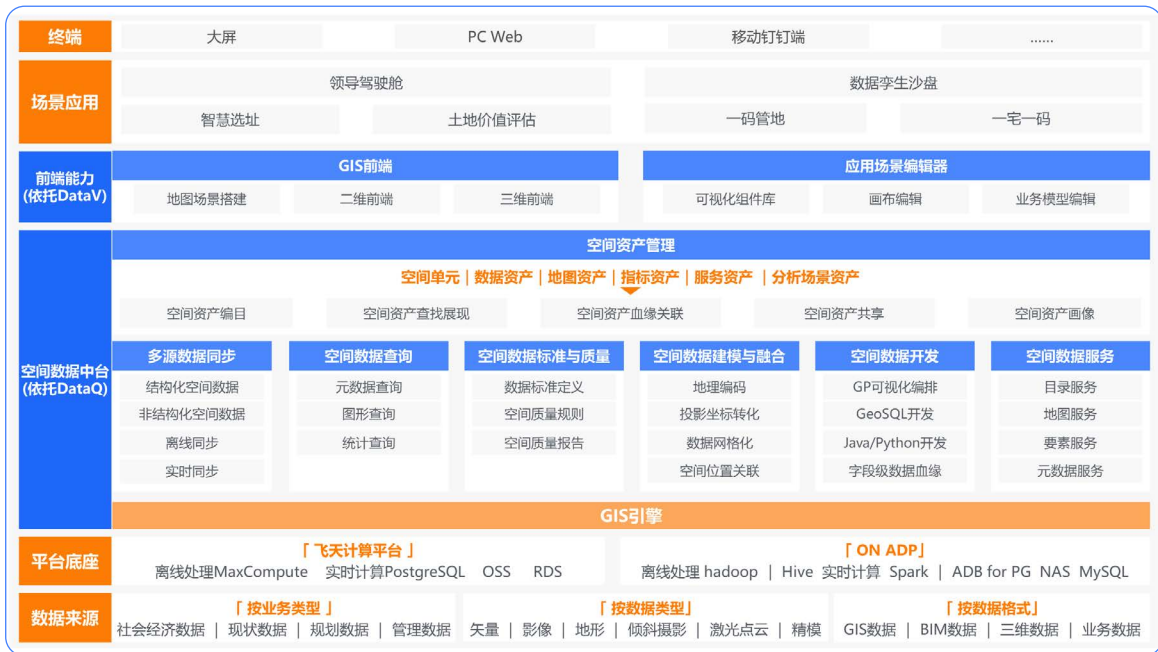 终端 大屏 PC Web 移动钉钉端 ......
领导驾驶舱 数据孪生沙盘
场景应用
智慧选址 土地价值评估 一码管地 一宅一码
GIS前端 应用场景编辑器
前端能力
(依托DataV)
地图场景搭建 二维前端 三维前端 可视化组件库 画布编辑 业务模型编辑
空间资产管理
空间单元｜数据资产｜地图资产｜指标资产｜服务资产｜分析场景资产
空间资产编目 空间资产查找展现 空间资产血缘关联 空间资产共享 空间资产画像
空间数据中台
(依托DataQ)
多源数据同步 空间数据查询 空间数据标准与质量 空间数据建模与融合 空间数据开发 空间数据服务
结构化空间数据 元数据查询 数据标准定义 地理编码 GP可视化编排 目录服务
非结构化空间数据 图形查询 空间质量规则 投影坐标转化 GeoSQL开发 地图服务
离线同步 统计查询 空间质量报告 数据网格化 Java/Python开发 要素服务
实时同步 空间位置关联 字段级数据血缘 元数据服务
GIS引擎
平台底座
「 飞天计算平台 」 「 ON ADP」
离线处理MaxCompute 实时计算PostgreSQL OSS RDS 离线处理 hadoop | Hive 实时计算 Spark | ADB for PG NAS MySQL
数据来源
「 按业务类型 」 「 按数据类型」 「 按数据格式」
社会经济数据 | 现状数据 | 规划数据 | 管理数据 矢量 | 影像 | 地形 | 倾斜摄影 | 激光点云 | 精模 GIS数据 | BIM数据 | 三维数据 | 业务数据